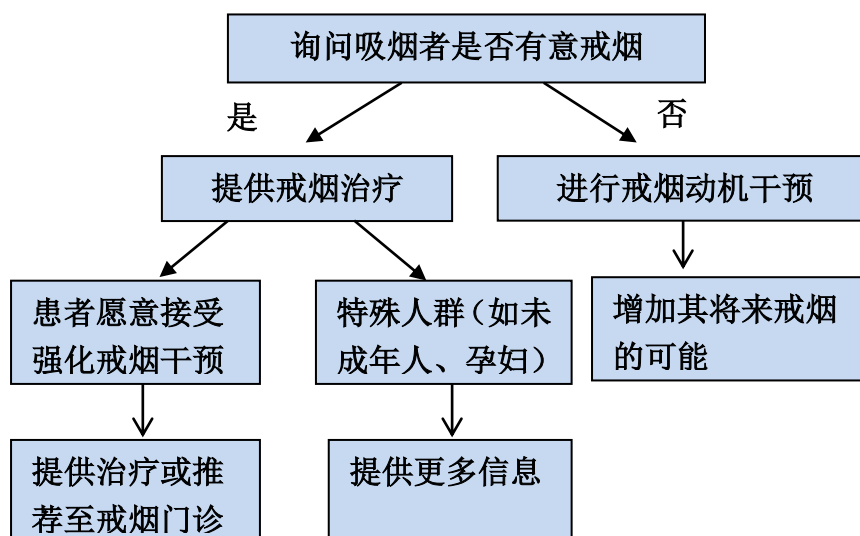 询问吸烟者是否有意戒烟
是
否
提供戒烟治疗
进行戒烟动机干预
患者愿意接受
强化戒烟干预
特殊人群（如未
成年人、孕妇）
增加其将来戒烟
的可能
提供治疗或推
荐至戒烟门诊
提供更多信息